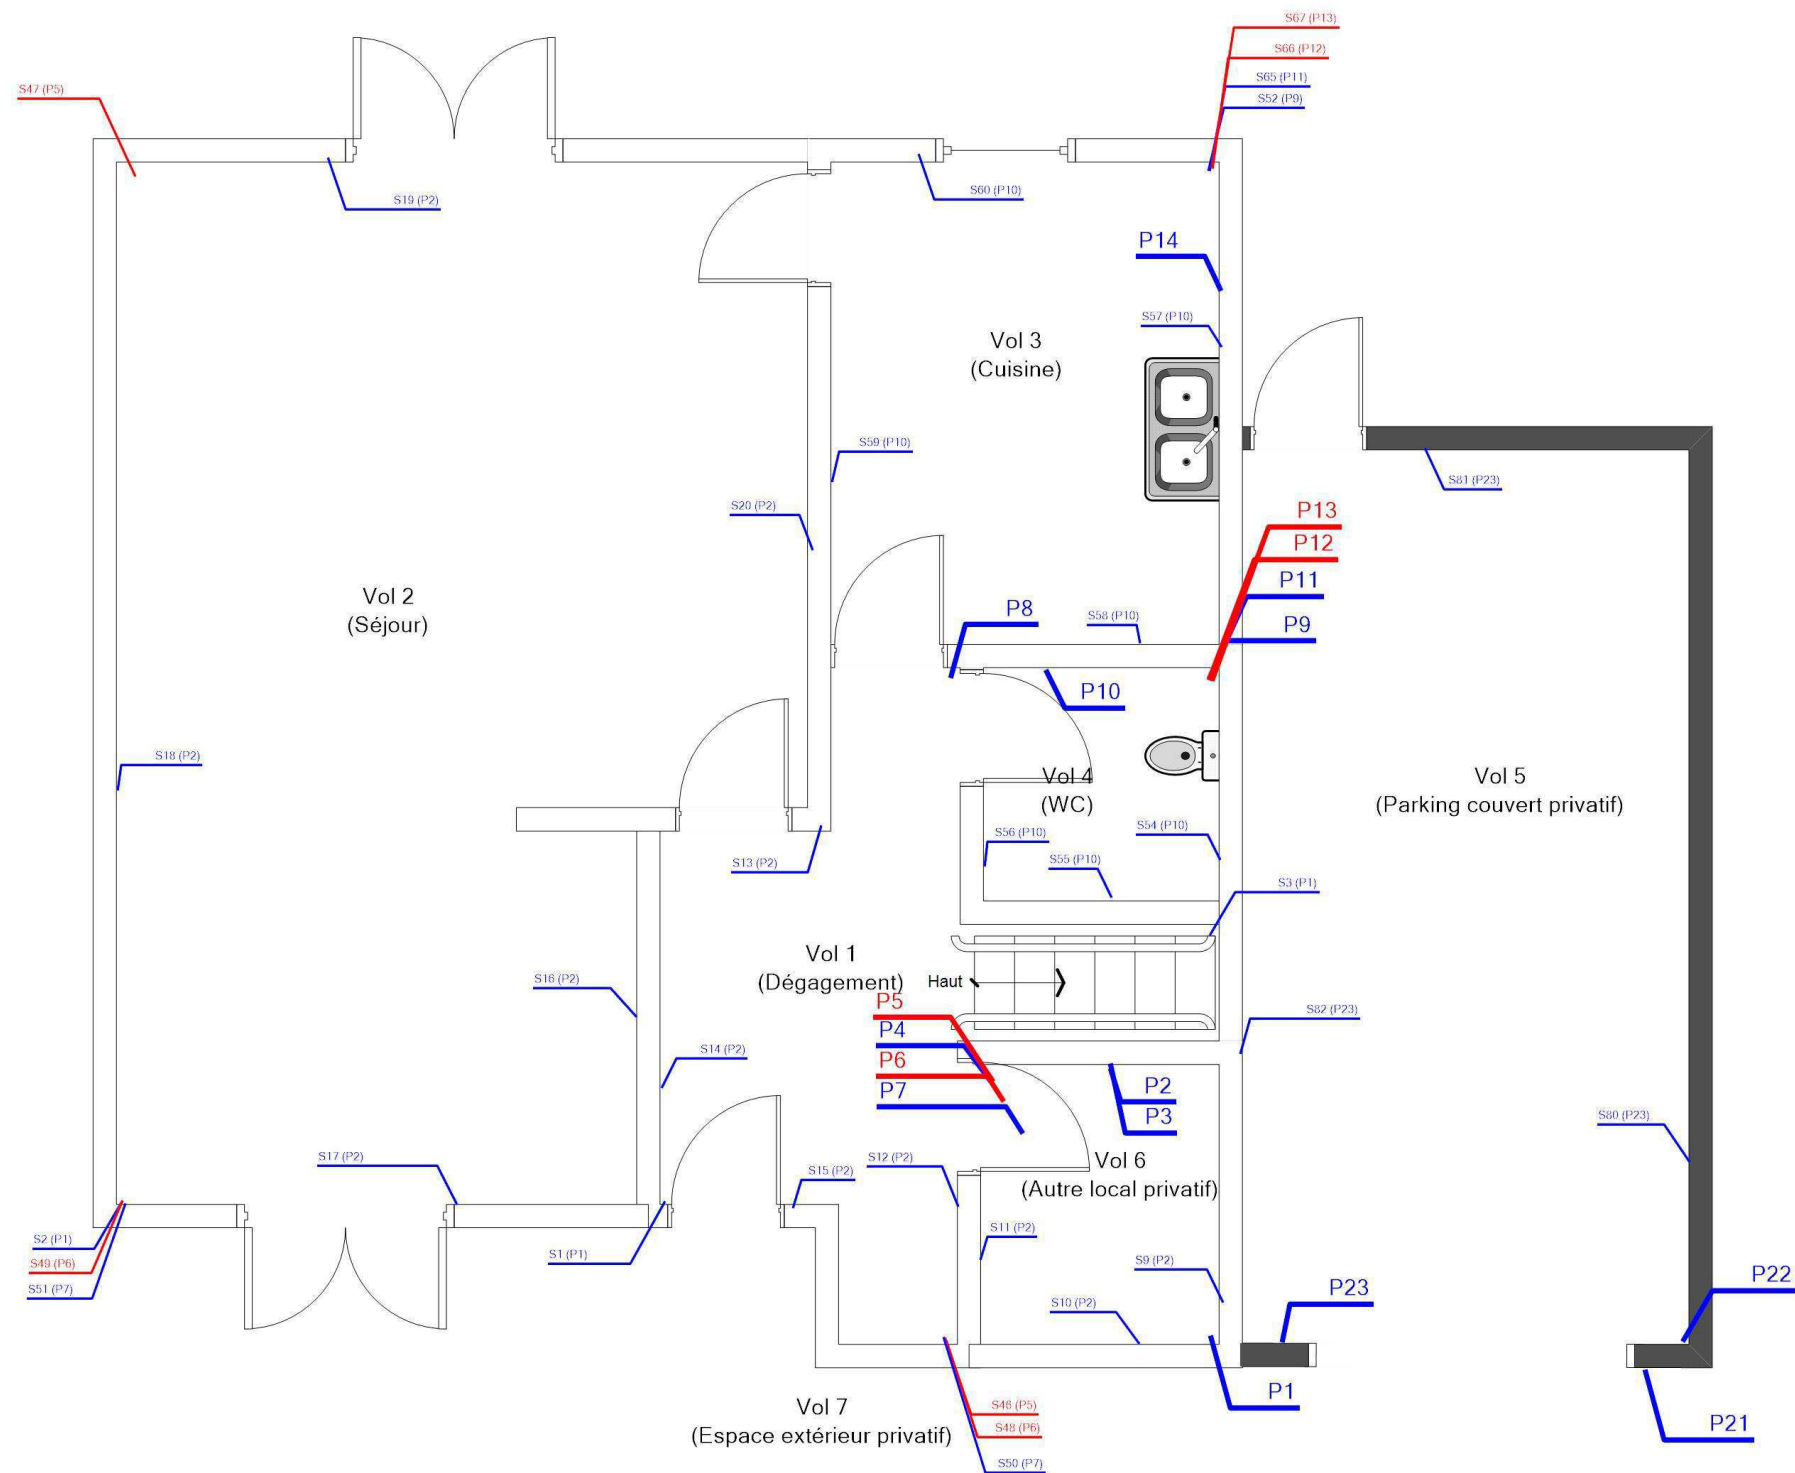 S67 (P13)
S66 (P12)
S65 (P11)
S52 (P9)
S47 (P5)
S19 (P2)
S60 (P10)
P14
S57 (P10)
Vol 3
(Cuisine)
S59 (P10)
S81 (P23)
S20 (P2)
P13
P12
P11
P9
Vol 2
(Séjour)
P8
S58 (P10)
P10
S18 (P2)
Vol 4
(WC)
Vol 5
(Parking couvert privatif)
S56 (P10)
S54 (P10)
S55 (P10)
S13 (P2)
S3 (P1)
Vol 1
(Dégagement)
Haut
S16 (P2)
P5
P4
P6
P7
S82 (P23)
S14 (P2)
P2
P3
S80 (P23)
S17 (P2)
S15 (P2)
S12 (P2)
Vol 6
(Autre local privatif)
S2 (P1)
S49 (P6)
S51 (P7)
S1 (P1)
S11 (P2)
S9 (P2)
S10 (P2)
P23
P22
Vol 7
(Espace extérieur privatif)
S46 (P5)
S48 (P6)
S50 (P7)
P1
P21